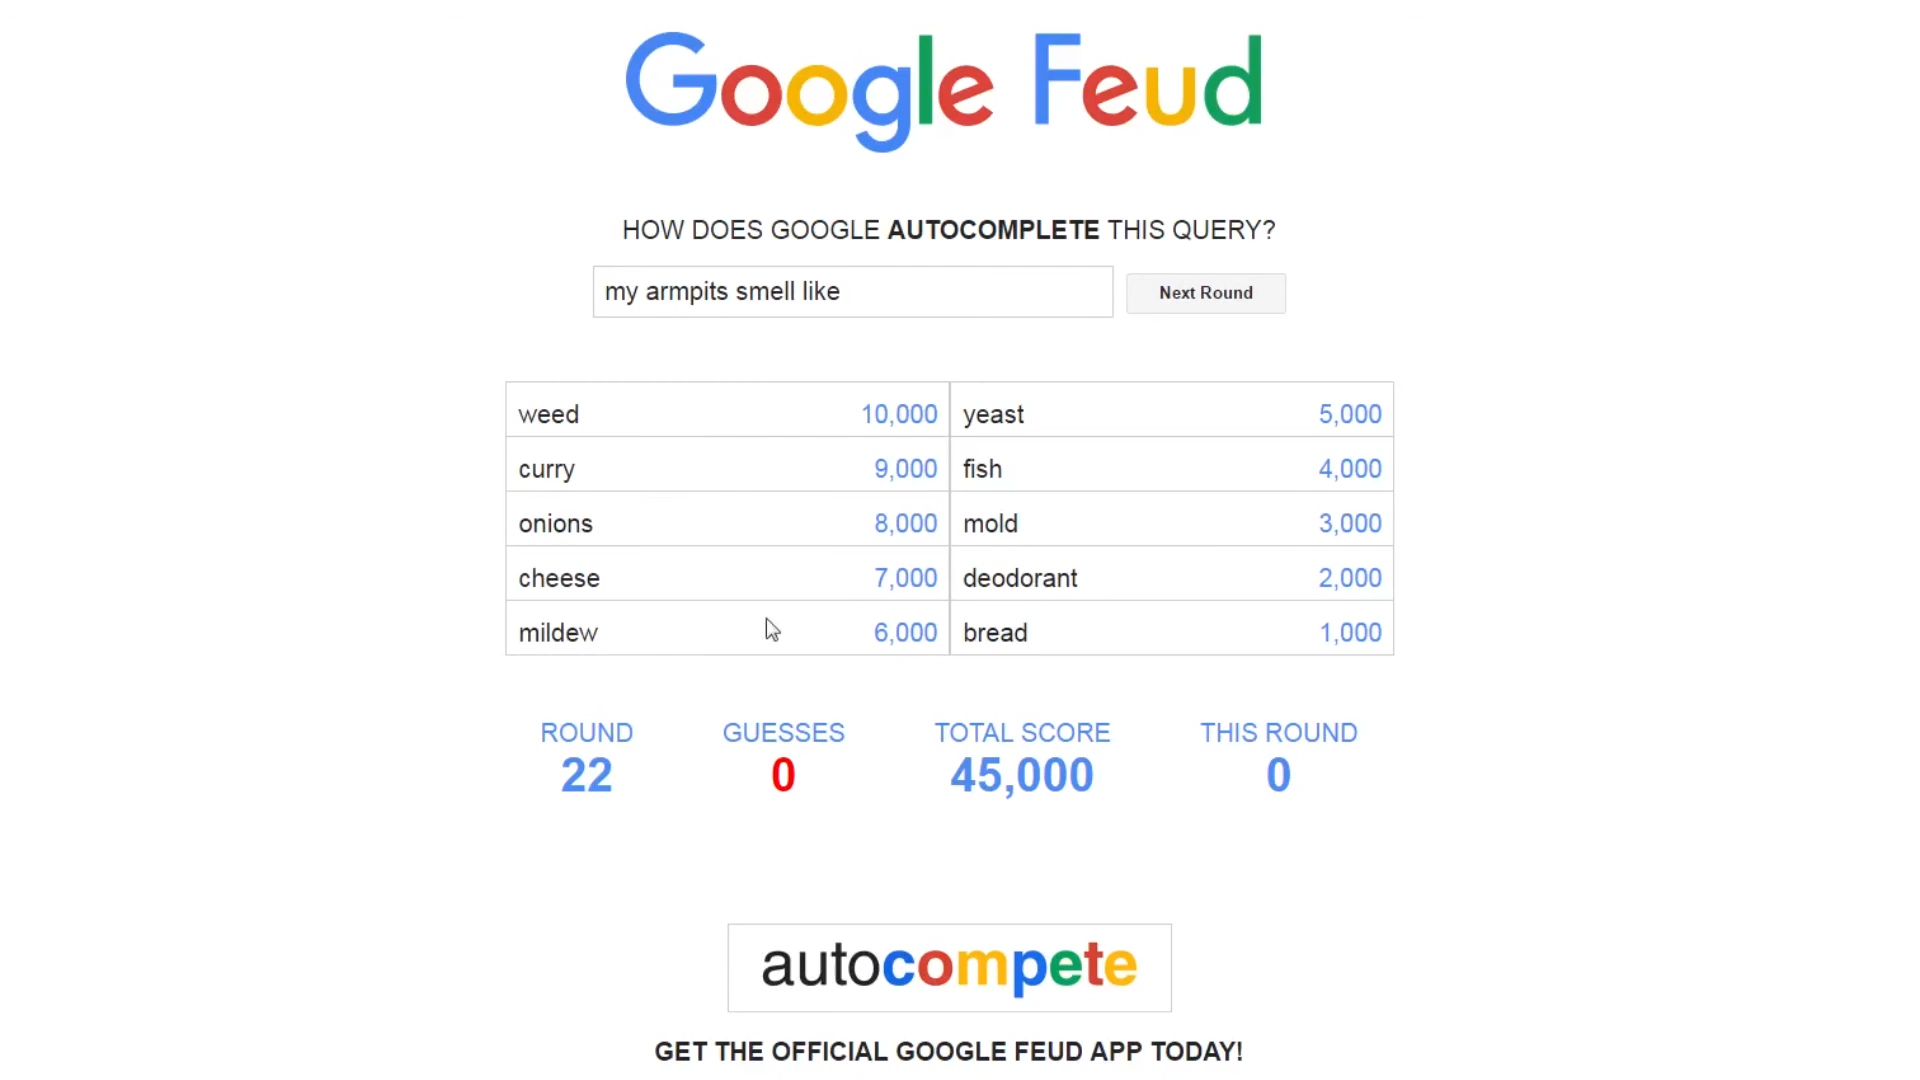 Google Feud
HOW DOES GOOGLE AUTOCOMPLETE THIS QUERY?
my armpits smell like
Next Round
weed 10,000 yeast 5,000
curry 9,000 fish 4,000
onions 8,000 mold 3,000
cheese 7,000 deodorant 2,000
mildew 6,000 bread 1,000
ROUND GUESSES TOTAL SCORE THIS ROUND
22 0 45,000 0
autocompete
GET THE OFFICIAL GOOGLE FEUD APP TODAY!